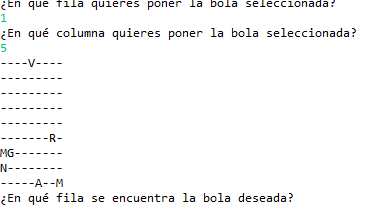 ¿En qué fila quieres poner la bola seleccionada?
1
¿En qué columna quieres poner la bola seleccionada?
5
----V----
---------
---------
---------
---------
-------R-
MG-------
N--------
-----A--M
¿En qué fila se encuentra la bola deseada?